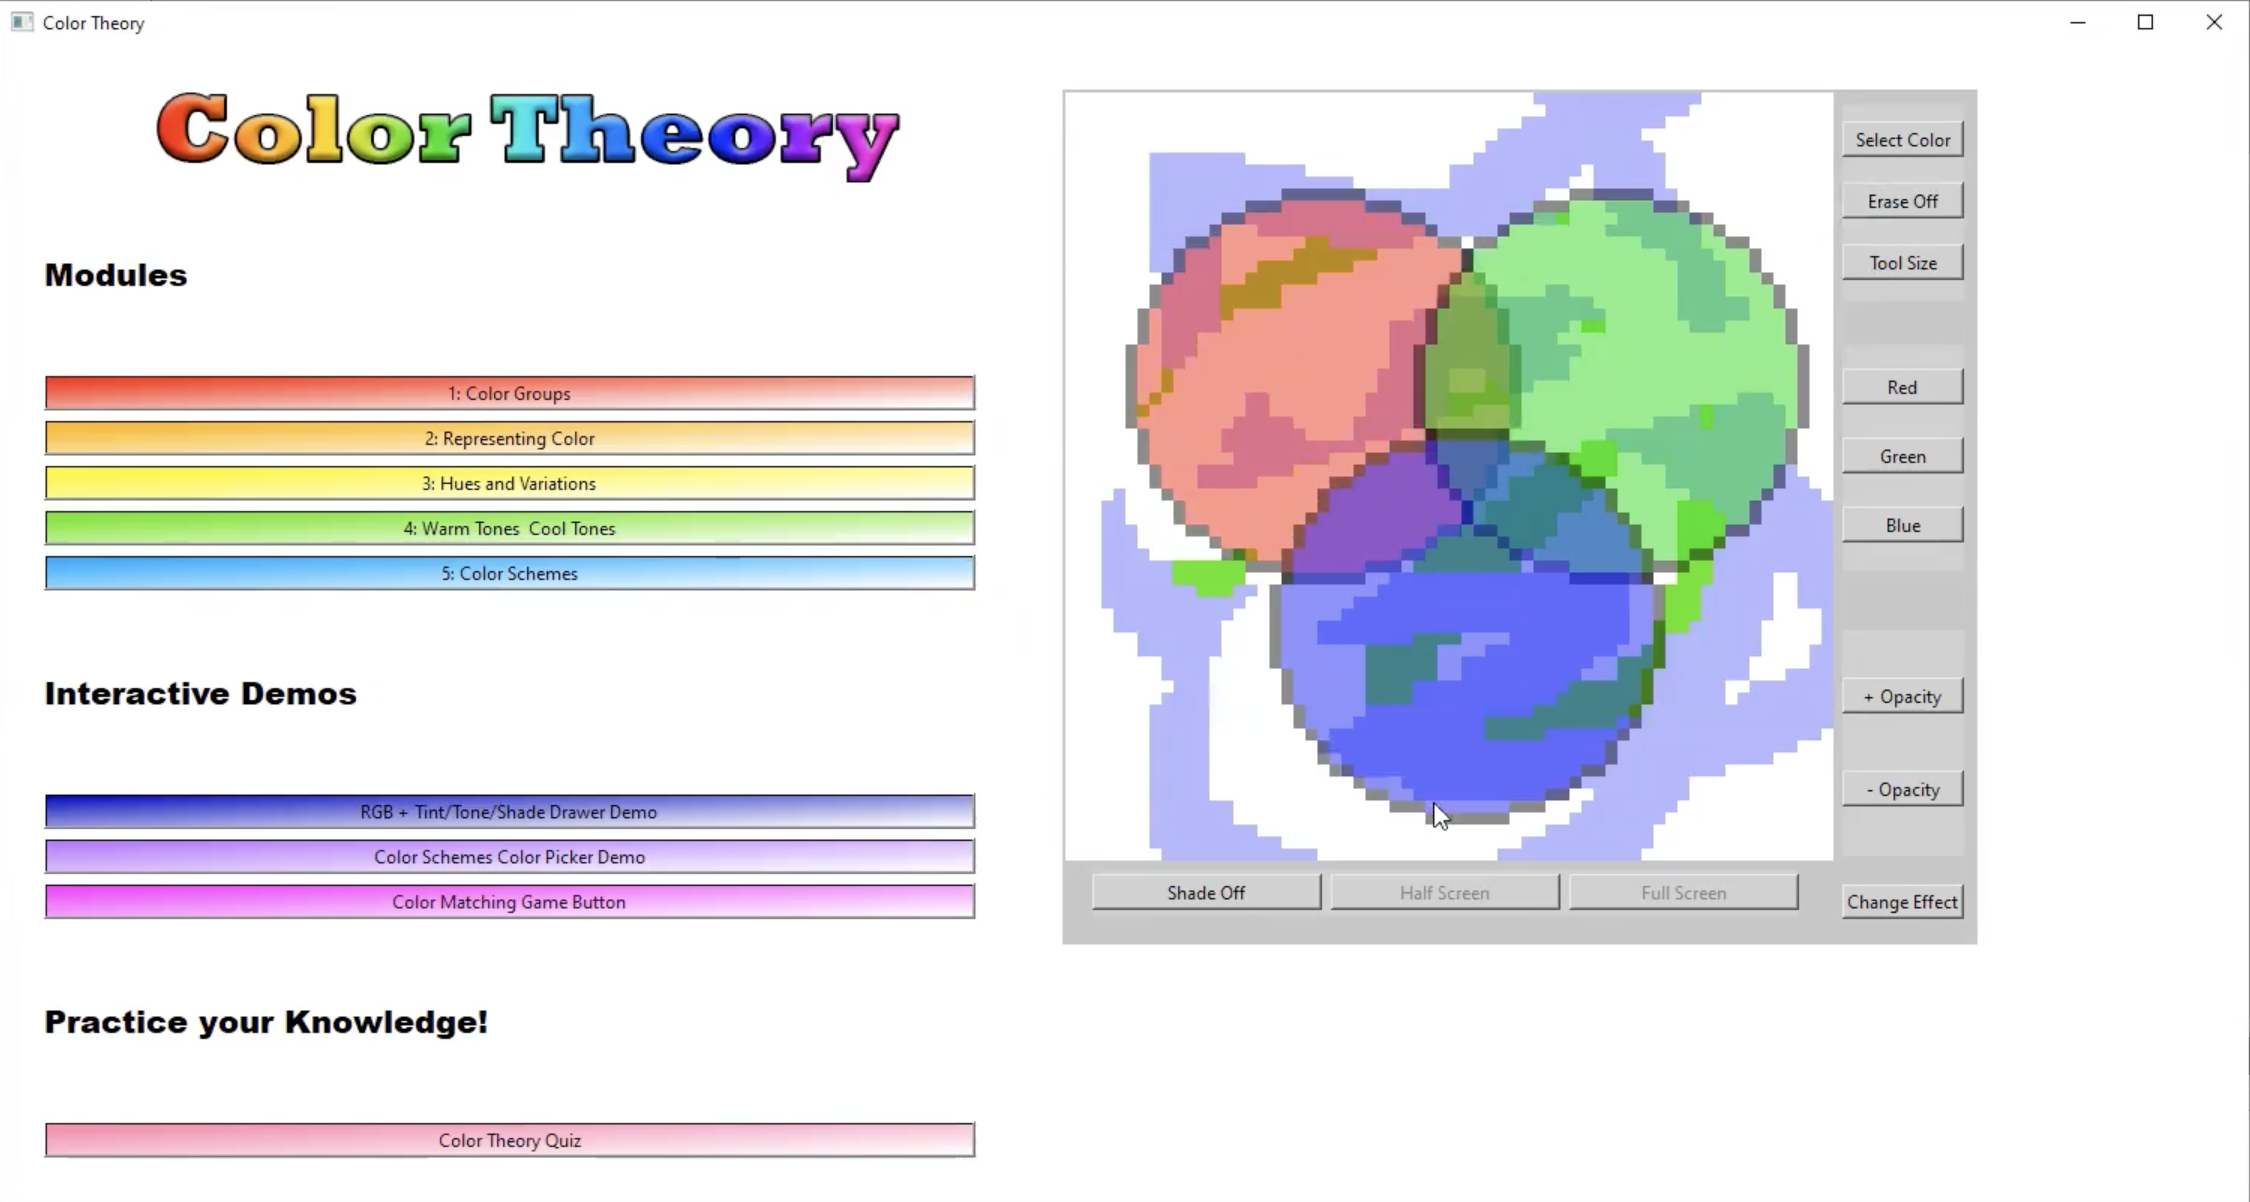 Color Theory
Color Theory
Modules
1: Color Groups
2: Representing Color
3: Hues and Variations
4: Warm Tones  Cool Tones
5: Color Schemes
Interactive Demos
RGB + Tint/Tone/Shade Drawer Demo
Color Schemes Color Picker Demo
Color Matching Game Button
Practice your Knowledge!
Color Theory Quiz
Select Color
Erase Off
Tool Size
Red
Green
Blue
+ Opacity
- Opacity
Shade Off
Half Screen
Full Screen
Change Effect